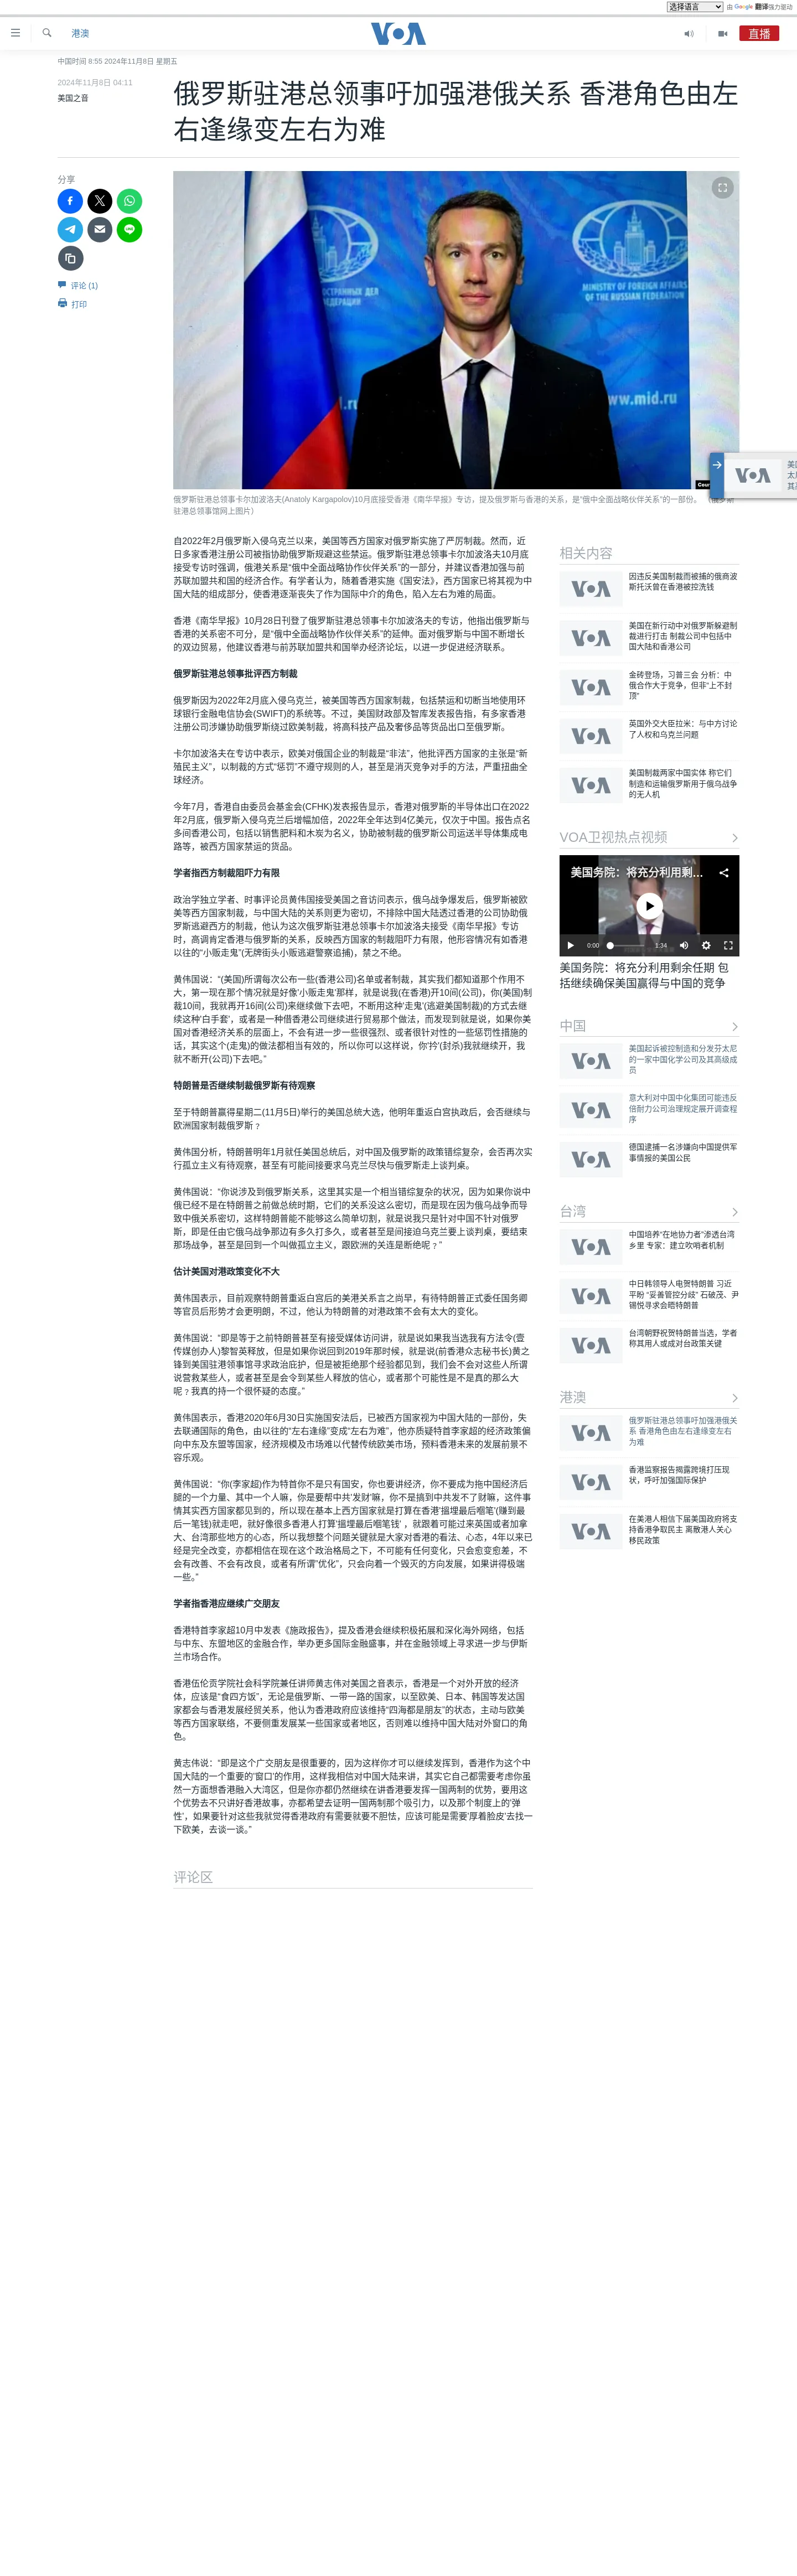 选择语言
由 Google 翻译强力驱动
港澳
VOA
直播
中国时间 8:55 2024年11月8日 星期五
2024年11月8日 04:11
美国之音
俄罗斯驻港总领事吁加强港俄关系 香港角色由左
右逢缘变左右为难
分享
评论 (1)
打印
www.mid.ru
MINISTRY OF FOREIGN AFFAIRS
OF THE RUSSIAN FEDERATION
俄罗斯驻港总领事卡尔加波洛夫(Anatoly Kargapolov)10月底接受香港《南华早报》专访，提及俄罗斯与香港的关系，是"俄中全面战略伙伴关系"的一部份。 （俄罗斯
驻港总领事馆网上图片）
自2022年2月俄罗斯入侵乌克兰以来，美国等西方国家对俄罗斯实施了严厉制裁。然而，近
日多家香港注册公司被指协助俄罗斯规避这些禁运。俄罗斯驻港总领事卡尔加波洛夫10月底
接受专访时强调，俄港关系是"俄中全面战略协作伙伴关系"的一部分，并建议香港加强与前
苏联加盟共和国的经济合作。有学者认为，随着香港实施《国安法》，西方国家已将其视为中
国大陆的组成部分，使香港逐渐丧失了作为国际中介的角色，陷入左右为难的局面。
香港《南华早报》10月28日刊登了俄罗斯驻港总领事卡尔加波洛夫的专访，他指出俄罗斯与
香港的关系密不可分，是"俄中全面战略协作伙伴关系"的延伸。面对俄罗斯与中国不断增长
的双边贸易，他建议香港与前苏联加盟共和国举办经济论坛，以进一步促进经济联系。
俄罗斯驻港总领事批评西方制裁
俄罗斯因为2022年2月底入侵乌克兰，被美国等西方国家制裁，包括禁运和切断当地使用环
球银行金融电信协会(SWIFT)的系统等。不过，美国财政部及智库发表报告指，有多家香港
注册公司涉嫌协助俄罗斯绕过欧美制裁，将高科技产品及奢侈品等货品出口至俄罗斯。
卡尔加波洛夫在专访中表示，欧美对俄国企业的制裁是"非法"，他批评西方国家的主张是"新
殖民主义"，以制裁的方式"惩罚"不遵守规则的人，甚至是消灭竞争对手的方法，严重扭曲全
球经济。
今年7月，香港自由委员会基金会(CFHK)发表报告显示，香港对俄罗斯的半导体出口在2022
年2月底，俄罗斯入侵乌克兰后增幅加倍，2022年全年达到4亿美元，仅次于中国。报告点名
多间香港公司，包括以销售肥料和木炭为名义，协助被制裁的俄罗斯公司运送半导体集成电
路等，被西方国家禁运的货品。
学者指西方制裁阻吓力有限
政治学独立学者、时事评论员黄伟国接受美国之音访问表示，俄乌战争爆发后，俄罗斯被欧
美等西方国家制裁，与中国大陆的关系则更为密切，不排除中国大陆透过香港的公司协助俄
罗斯逃避西方的制裁，他认为这次俄罗斯驻港总领事卡尔加波洛夫接受《南华早报》专访
时，高调肯定香港与俄罗斯的关系，反映西方国家的制裁阻吓力有限，他形容情况有如香港
以往的"小贩走鬼"(无牌街头小贩逃避警察追捕)，禁之不绝。
黄伟国说："(美国)所谓每次公布一些(香港公司)名单或者制裁，其实我们都知道那个作用不
大，第一现在那个情况就是好像'小贩走鬼'那样，就是说我(在香港)开10间(公司)，你(美国)制
裁10间，我就再开16间(公司)来继续做下去吧，不断用这种'走鬼'(逃避美国制裁)的方式去继
续这种'白手套'，或者是一种借香港公司继续进行贸易那个做法，而发现到就是说，如果你美
国对香港经济关系的层面上，不会有进一步一些很强烈、或者很针对性的一些惩罚性措施的
话，其实这个(走鬼)的做法都相当有效的，所以你可以这样说，你'拧'(封杀)我就继续开，我
就不断开(公司)下去吧。"
特朗普是否继续制裁俄罗斯有待观察
至于特朗普赢得星期二(11月5日)举行的美国总统大选，他明年重返白宫执政后，会否继续与
欧洲国家制裁俄罗斯﹖
黄伟国分析，特朗普明年1月就任美国总统后，对中国及俄罗斯的政策错综复杂，会否再次实
行孤立主义有待观察，甚至有可能间接要求乌克兰尽快与俄罗斯走上谈判桌。
黄伟国说："你说涉及到俄罗斯关系，这里其实是一个相当错综复杂的状况，因为如果你说中
俄已经不是在特朗普之前做总统时期，它们的关系没这么密切，而是现在因为俄乌战争而导
致中俄关系密切，这样特朗普能不能够这么简单切割，就是说我只是针对中国不针对俄罗
斯，即是任由它俄乌战争那边有多久打多久，或者甚至是间接迫乌克兰要上谈判桌，要结束
那场战争，甚至是回到一个叫做孤立主义，跟欧洲的关连是断绝呢﹖"
估计美国对港政策变化不大
黄伟国表示，目前观察特朗普重返白宫后的美港关系言之尚早，有待特朗普正式委任国务卿
等官员后形势才会更明朗，不过，他认为特朗普的对港政策不会有太大的变化。
黄伟国说："即是等于之前特朗普甚至有接受媒体访问讲，就是说如果我当选我有方法令(壹
传媒创办人)黎智英释放，但是如果你说回到2019年那时候，就是说(前香港众志秘书长)黄之
锋到美国驻港领事馆寻求政治庇护，但是被拒绝那个经验都见到，我们会不会对这些人所谓
说营救某些人，或者甚至是会令到某些人释放的信心，或者那个可能性是不是真的那么大
呢﹖我真的持一个很怀疑的态度。"
黄伟国表示，香港2020年6月30日实施国安法后，已被西方国家视为中国大陆的一部份，失
去联通国际的角色，由以往的"左右逢缘"变成"左右为难"，他亦质疑特首李家超的经济政策偏
向中东及东盟等国家，经济规模及市场难以代替传统欧美市场，预料香港未来的发展前景不
容乐观。
黄伟国说："你(李家超)作为特首你不是只有国安，你也要讲经济，你不要成为拖中国经济后
腿的一个力量、其中一个人嘛，你是要帮中共'发财'嘛，你不是搞到中共发不了财嘛，这件事
情其实西方国家都见到的，所以现在基本上西方国家就是打算在香港'搵埋最后嗰笔'(赚到最
后一笔钱)就走吧，就好像很多香港人打算'搵埋最后嗰笔钱' ，就跟着可能过来英国或者加拿
大、台湾那些地方的心态，所以我想整个问题关键就是大家对香港的看法、心态，4年以来已
经是完全改变，亦都相信在现在这个政治格局之下，不可能有任何变化，只会愈变愈差，不
会有改善、不会有改良，或者有所谓"优化"，只会向着一个毁灭的方向发展，如果讲得极端
一些。"
学者指香港应继续广交朋友
香港特首李家超10月中发表《施政报告》，提及香港会继续积极拓展和深化海外网络，包括
与中东、东盟地区的金融合作，举办更多国际金融盛事，并在金融领域上寻求进一步与伊斯
兰市场合作。
香港伍伦贡学院社会科学院兼任讲师黄志伟对美国之音表示，香港是一个对外开放的经济
体，应该是"食四方饭"，无论是俄罗斯、一带一路的国家，以至欧美、日本、韩国等发达国
家都会与香港发展经贸关系，他认为香港政府应该维持"四海都是朋友"的状态，主动与欧美
等西方国家联络，不要侧重发展某一些国家或者地区，否则难以维持中国大陆对外窗口的角
色。
黄志伟说："即是这个广交朋友是很重要的，因为这样你才可以继续发挥到，香港作为这个中
国大陆的一个重要的'窗口'的作用，这样我相信对中国大陆来讲，其实它自己都需要考虑你虽
然一方面想香港融入大湾区，但是你亦都仍然继续在讲香港要发挥一国两制的优势，要用这
个优势去不只讲好香港故事，亦都希望去证明一国两制那个吸引力，以及那个制度上的'弹
性'，如果要针对这些我就觉得香港政府有需要就要不胆怯，应该可能是需要'厚着脸皮'去找一
下欧美，去谈一谈。"
评论区
相关内容
因违反美国制裁而被捕的俄商波
斯托沃曾在香港被控洗钱
美国在新行动中对俄罗斯躲避制
裁进行打击 制裁公司中包括中
国大陆和香港公司
金砖登场，习普三会 分析：中
俄合作大于竞争，但非"上不封
顶"
英国外交大臣拉米：与中方讨论
了人权和乌克兰问题
美国制裁两家中国实体 称它们
制造和运输俄罗斯用于俄乌战争
的无人机
VOA卫视热点视频
美国务院：将充分利用剩…
0:00
1:34
美国务院：将充分利用剩余任期 包
括继续确保美国赢得与中国的竞争
中国
美国起诉被控制造和分发芬太尼
的一家中国化学公司及其高级成
员
意大利对中国中化集团可能违反
倍耐力公司治理规定展开调查程
序
德国逮捕一名涉嫌向中国提供军
事情报的美国公民
台湾
中国培养"在地协力者"渗透台湾
乡里 专家：建立吹哨者机制
中日韩领导人电贺特朗普 习近
平盼 "妥善管控分歧" 石破茂、尹
锡悦寻求会晤特朗普
台湾朝野祝贺特朗普当选，学者
称其用人或成对台政策关键
港澳
俄罗斯驻港总领事吁加强港俄关
系 香港角色由左右逢缘变左右
为难
香港监察报告揭露跨境打压现
状，呼吁加强国际保护
在美港人相信下届美国政府将支
持香港争取民主 离散港人关心
移民政策